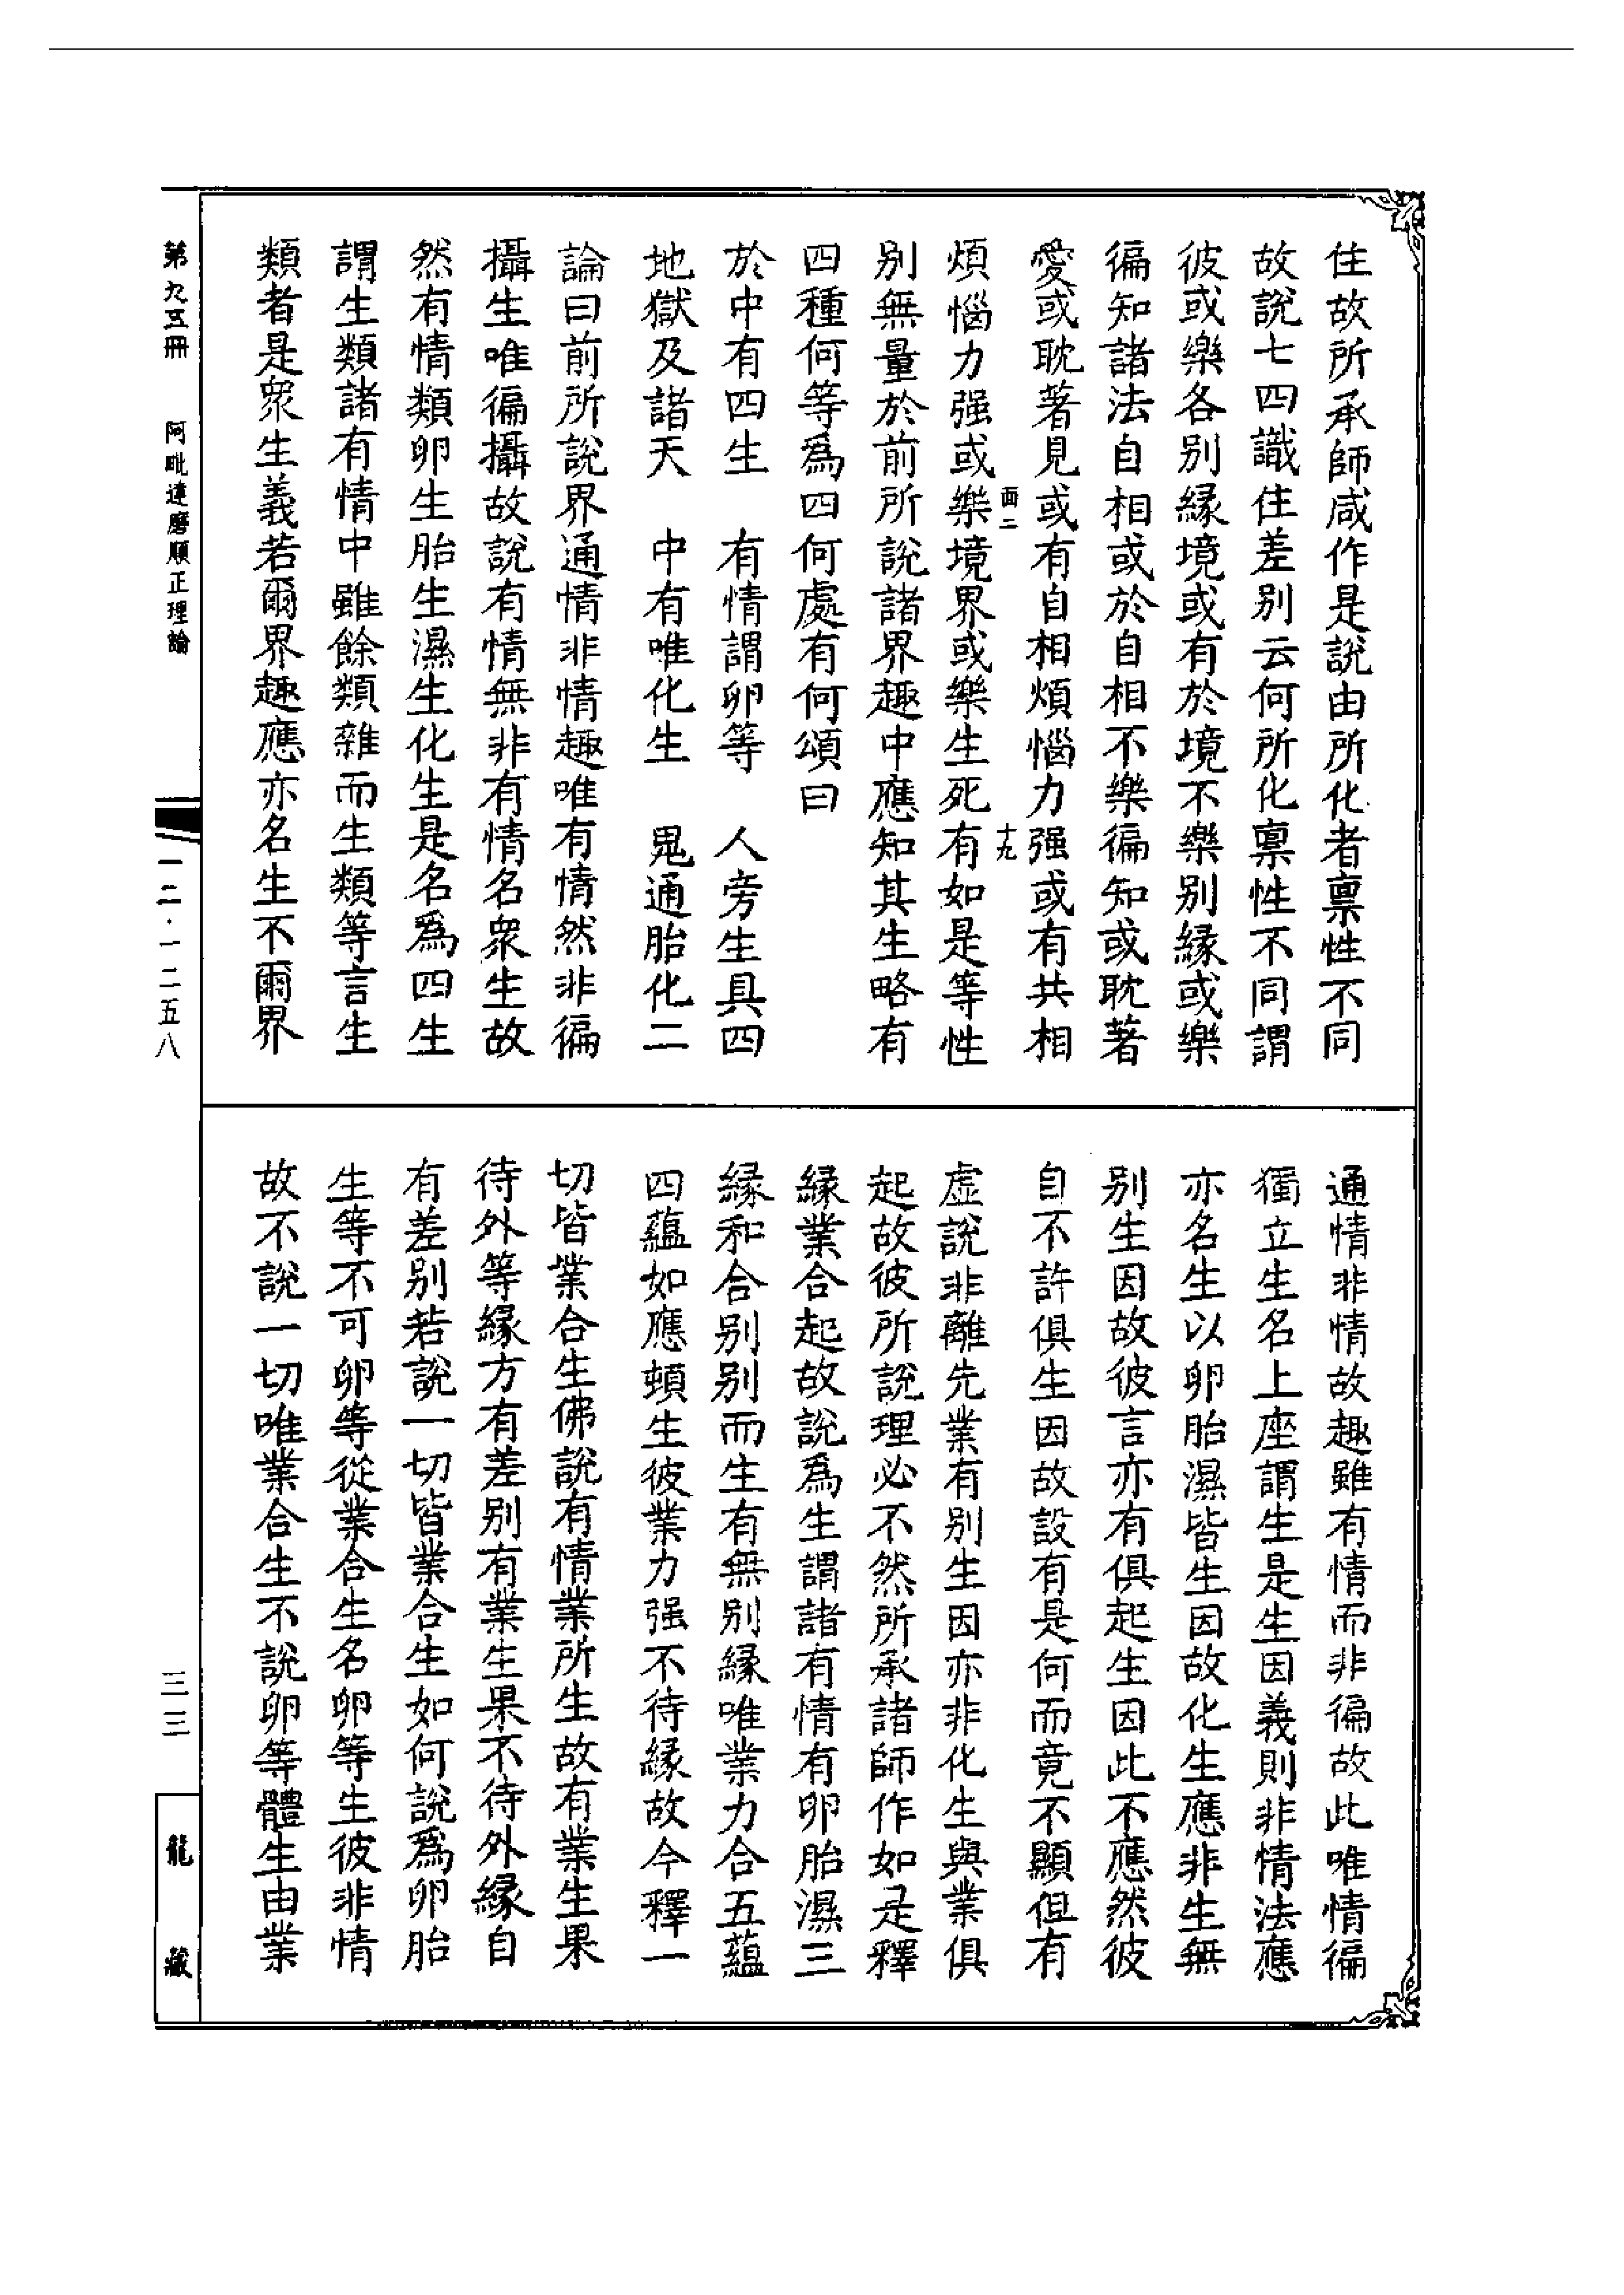 住故所承師咸作是說由所化者稟性不同
故說七四識住差別云何所化稟性不同謂
彼或樂各別緣境或有於境不樂別緣或樂
徧知諸法自相或於自相不樂徧知或耽著
愛或耽著見或有自相煩惱力强或有共相
畫二 十九
煩惱力强或樂境界或樂生死有如是等性
別無量於前所說諸界趣中應知其生略有
四種何等爲四何處有何頌曰
於中有四生 有情謂卵等 人旁生具四
地獄及諸天 中有唯化生 鬼通胎化二
論曰前所說界通情非情趣唯有情然非徧
攝生唯徧攝故說有情無非有情名衆生故
然有情類卵生胎生濕生化生是名爲四生
謂生類諸有情中雖餘類雜而生類等言生
類者是衆生義若爾界趣應亦名生不爾界
通情非情故趣雖有情而非徧故此唯情徧
獨立生名上座謂生是生因義則非情法應
亦名生以卵胎濕皆生因故化生應非生無
別生因故彼言亦有俱起生因此不應然彼
自不許俱生因故設有是何而竟不顯但有
虛說非離先業有別生因亦非化生與業俱
起故彼所說理必不然所承諸師作如是釋
緣業合起故說爲生謂諸有情有卵胎濕三
緣和合別別而生有無別緣唯業力合五蘊
四蘊如應頓生彼業力强不待緣故今釋一
切皆業合生佛說有情業所生故有業生果
待外等緣方有差別有業生果不待外緣自
有差別若說一切皆業合生如何說爲卵胎
生等不可卵等從業合生名卵等生彼非情
故不說一切唯業合生不說卵等體生由業
第九五冊 阿毗達磨順正理論
一二·一二五八
三三
龍藏